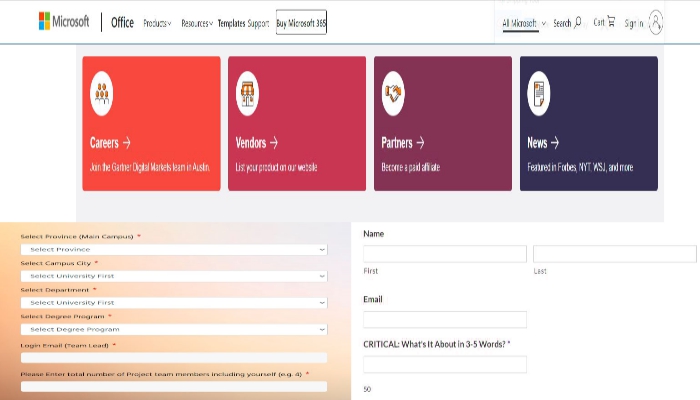 Microsoft Office Products Resources Templates Support Buy Microsoft 365 All Microsoft Search Cart Sign in
Careers → Vendors → Partners → News →
Join the Gartner Digital Markets team in Austin. List your product on our website Become a paid affiliate Featured in Forbes, NYT, WSJ, and more
Select Province (Main Campus) *
Select Province
Select Campus City *
Select University First
Select Department *
Select University First
Select Degree Program *
Select Degree Program
Login Email (Team Lead) *
Please Enter total number of Project team members including yourself (e.g. 4) *
Name
First Last
Email
CRITICAL: What's It About in 3-5 Words? *
50